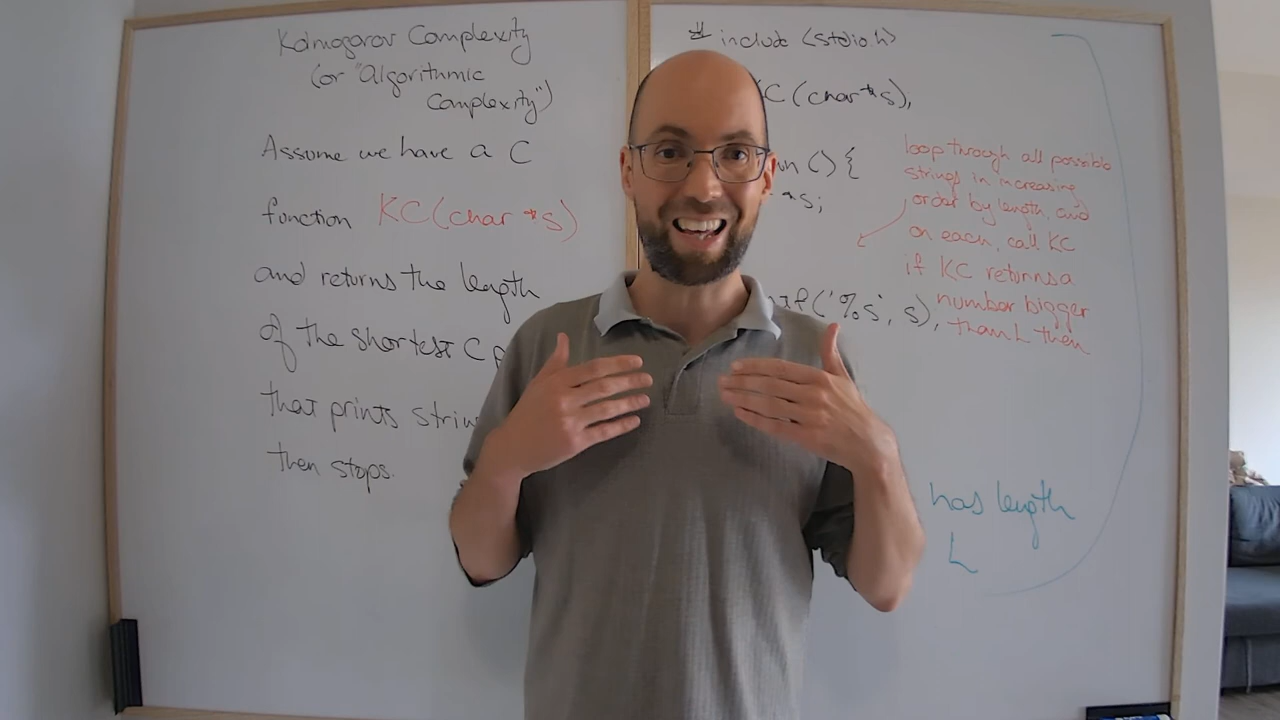 Kolmogorov Complexity
(or "Algorithmic
Complexity")
Assume we have a C
function KC(char *s)
and returns the length
of the shortest C
that prints
then stops.
# include <stdio.h>
KC (char *s),
() {
*s;
loop through all possible
strings in increasing
order by length, and
on each, call KC
if KC returns a
number bigger
than L then
("%s", s),
has length
L